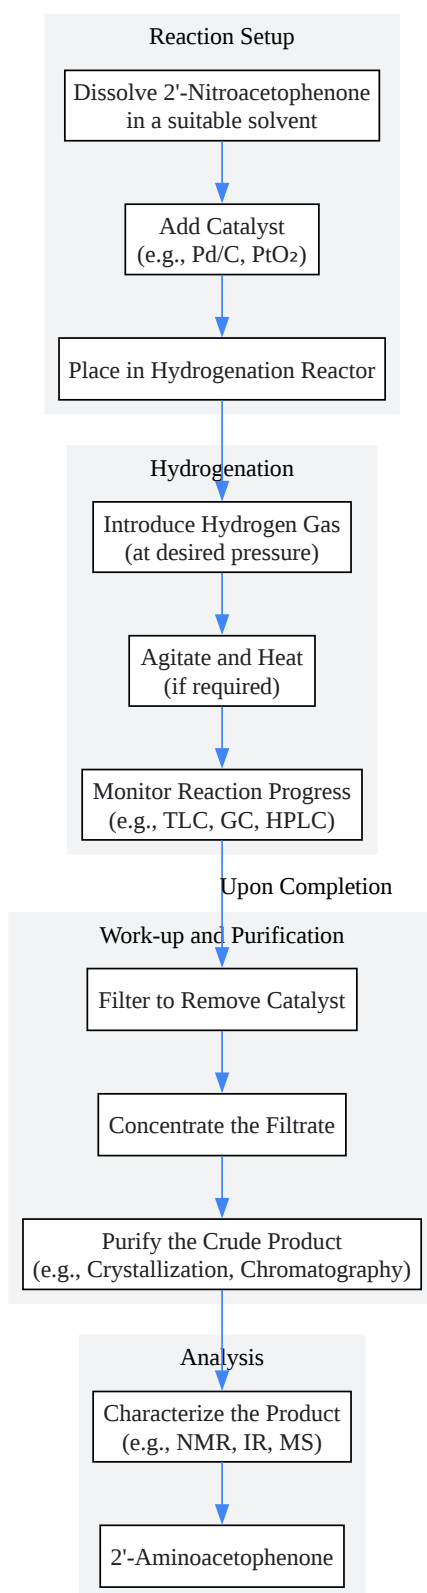 Reaction Setup
Dissolve 2'-Nitroacetophenone
in a suitable solvent
Add Catalyst
(e.g., Pd/C, PtO₂)
Place in Hydrogenation Reactor
Hydrogenation
Introduce Hydrogen Gas
(at desired pressure)
Agitate and Heat
(if required)
Monitor Reaction Progress
(e.g., TLC, GC, HPLC)
Upon Completion
Work-up and Purification
Filter to Remove Catalyst
Concentrate the Filtrate
Purify the Crude Product
(e.g., Crystallization, Chromatography)
Analysis
Characterize the Product
(e.g., NMR, IR, MS)
2'-Aminoacetophenone